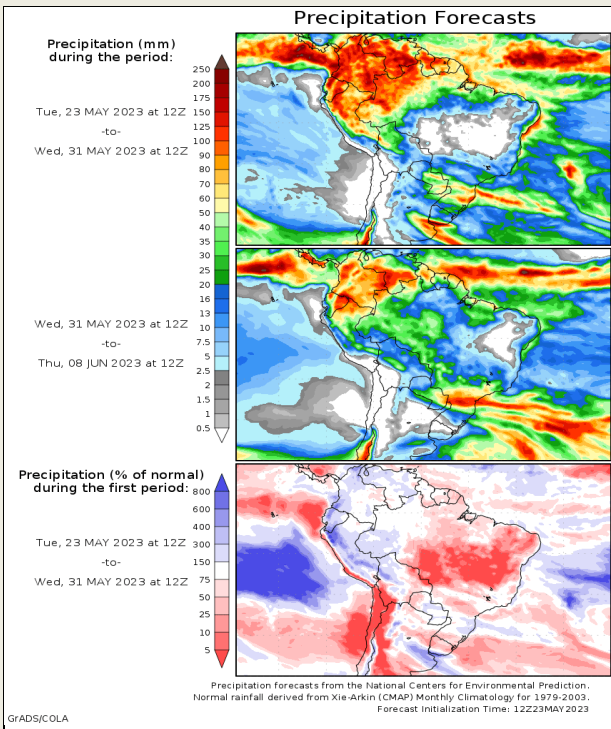 Precipitation Forecasts
Precipitation (mm)
during the period:
Tue, 23 MAY 2023 at 12Z
-to-
Wed, 31 MAY 2023 at 12Z
250
200
175
150
125
100
90
80
70
60
50
40
35
30
25
20
16
13
10
7.5
5
2.5
2
1.5
1
0.5
Wed, 31 MAY 2023 at 12Z
-to-
Thu, 08 JUN 2023 at 12Z
Precipitation (% of normal)
during the first period:
Tue, 23 MAY 2023 at 12Z
-to-
Wed, 31 MAY 2023 at 12Z
800
600
400
300
150
75
50
25
10
5
Precipitation forecasts from the National Centers for Environmental Prediction.
Normal rainfall derived from Xie-Arkin (CMAP) Monthly Climatology for 1979-2003.
Forecast Initialization Time: 12Z23MAY2023
GrADS/COLA